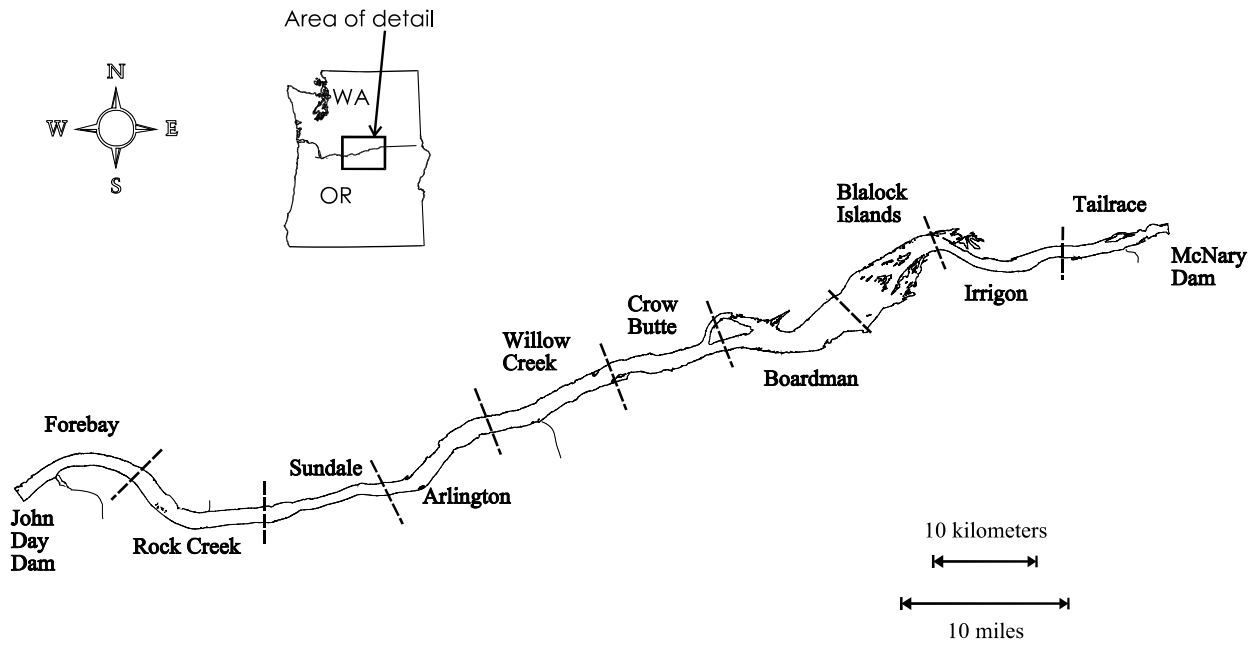 Area of detail
N
W
E
S
WA
OR
Blalock
Islands
Tailrace
McNary
Dam
Irrigon
Crow
Butte
Willow
Creek
Boardman
Forebay
Sundale
Arlington
John
Day
Dam
Rock Creek
10 kilometers
10 miles